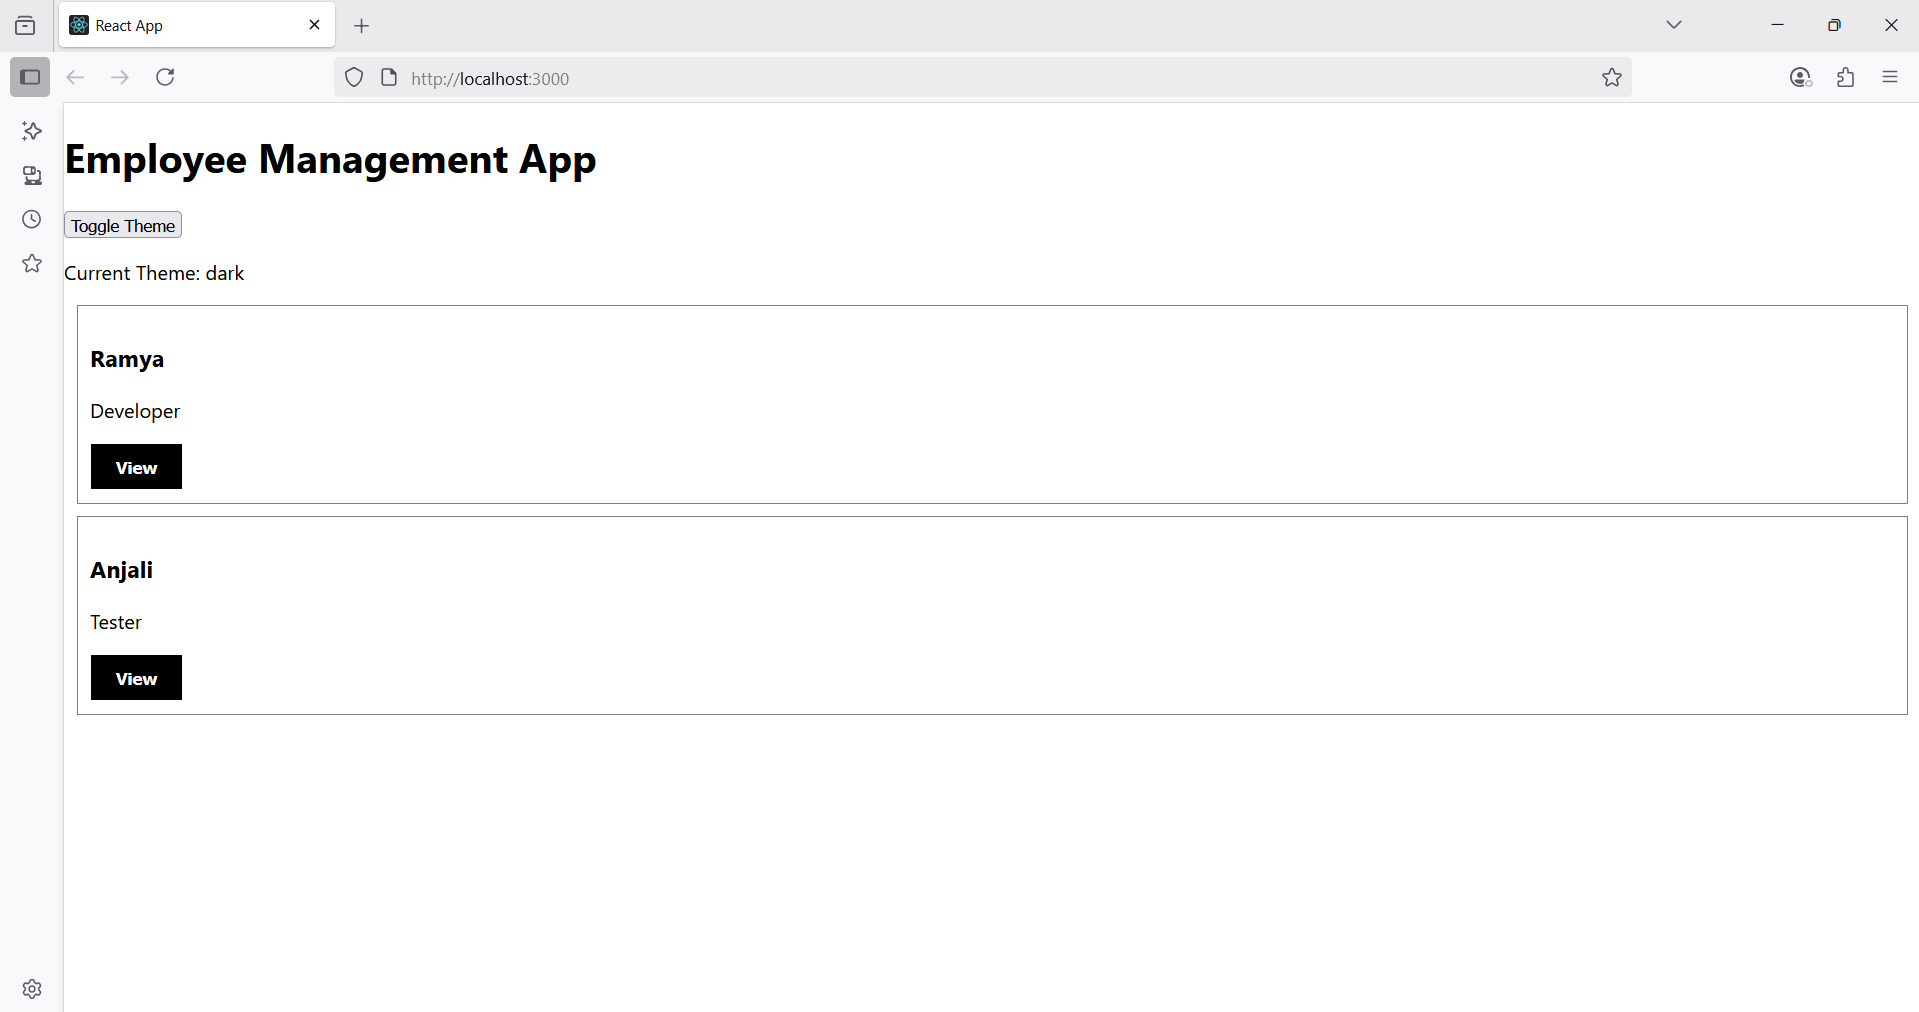 React App
http://localhost:3000
Employee Management App
Toggle Theme
Current Theme: dark
Ramya
Developer
View
Anjali
Tester
View